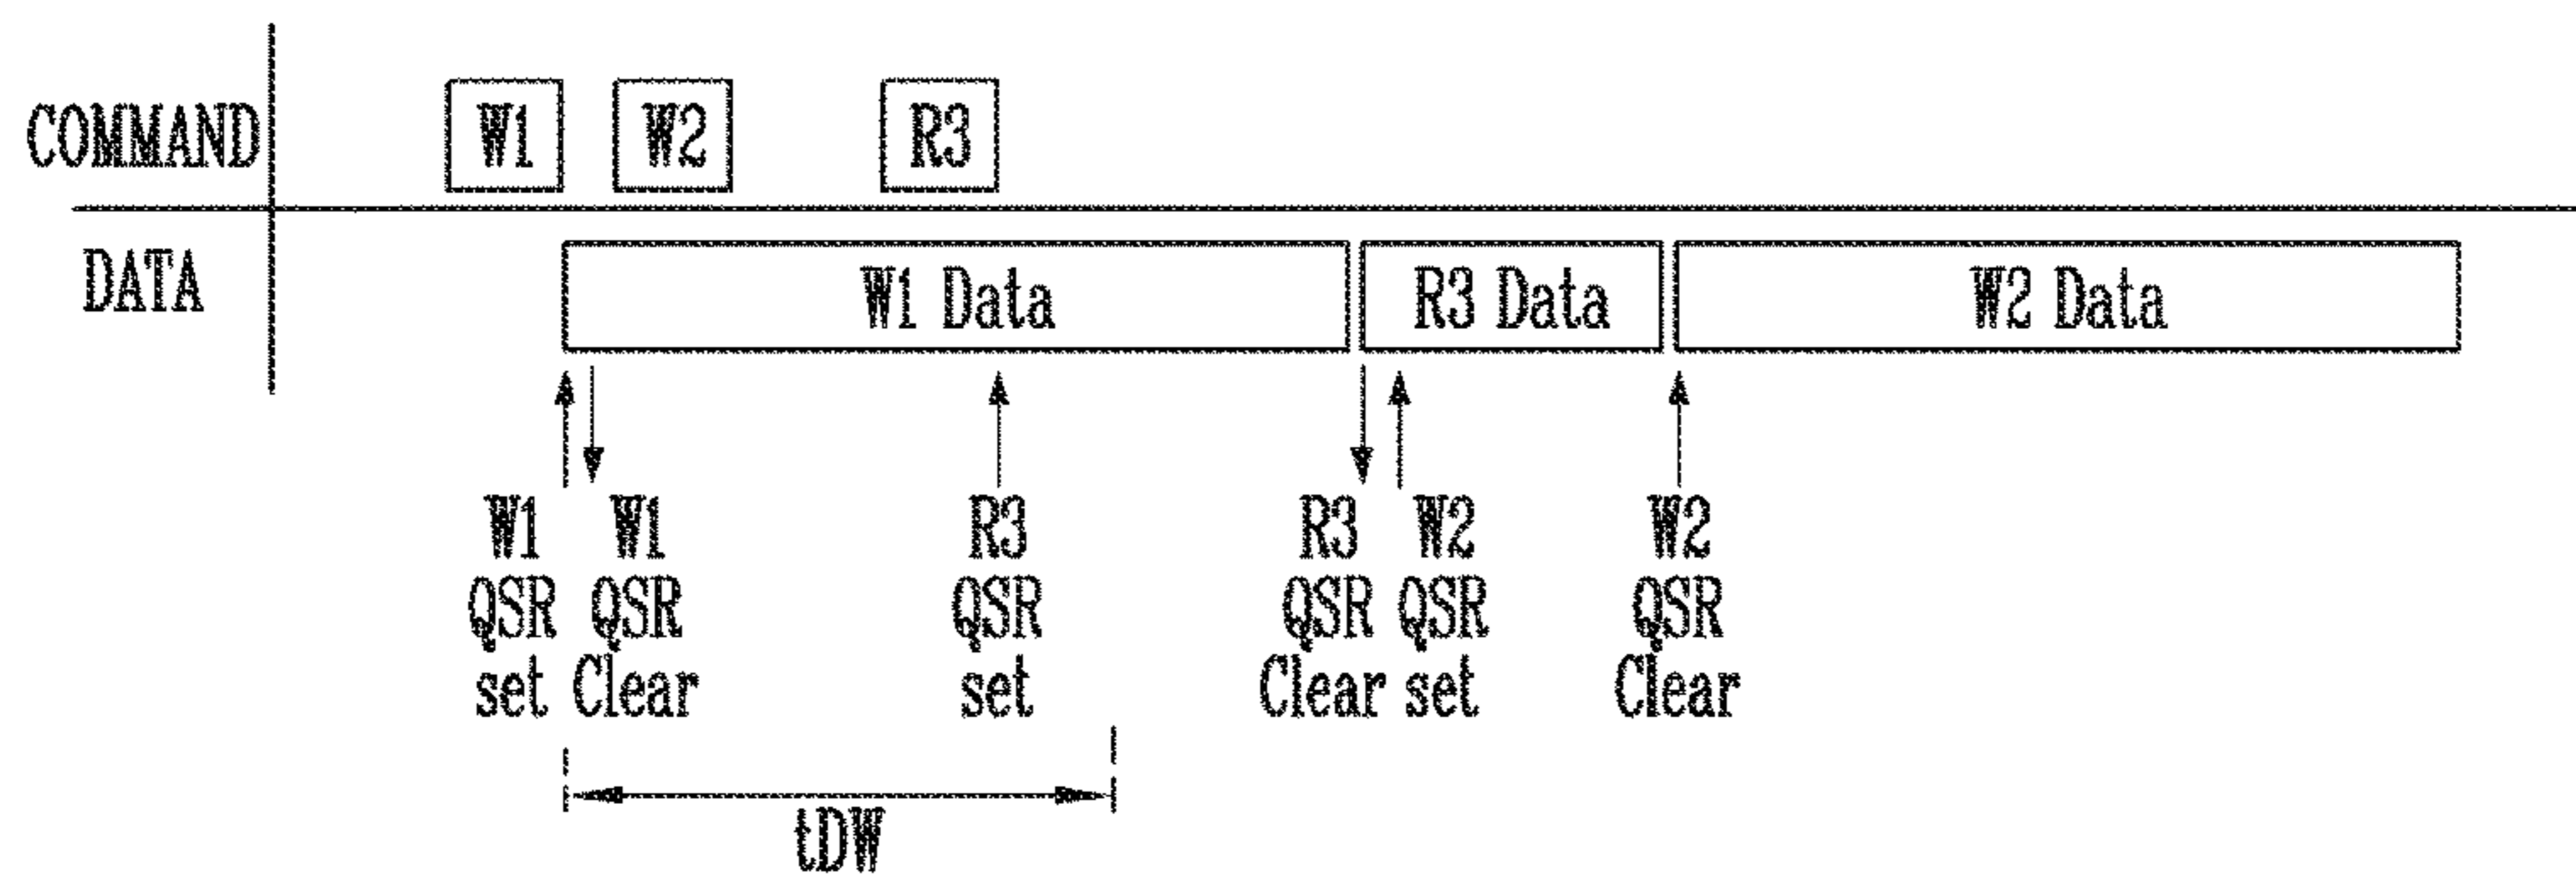 COMMAND W1 W2 R3
DATA W1 Data R3 Data W2 Data
W1 W1 R3 R3 W2 W2
QSR QSR QSR QSR QSR QSR
set Clear set Clear set Clear
tDW